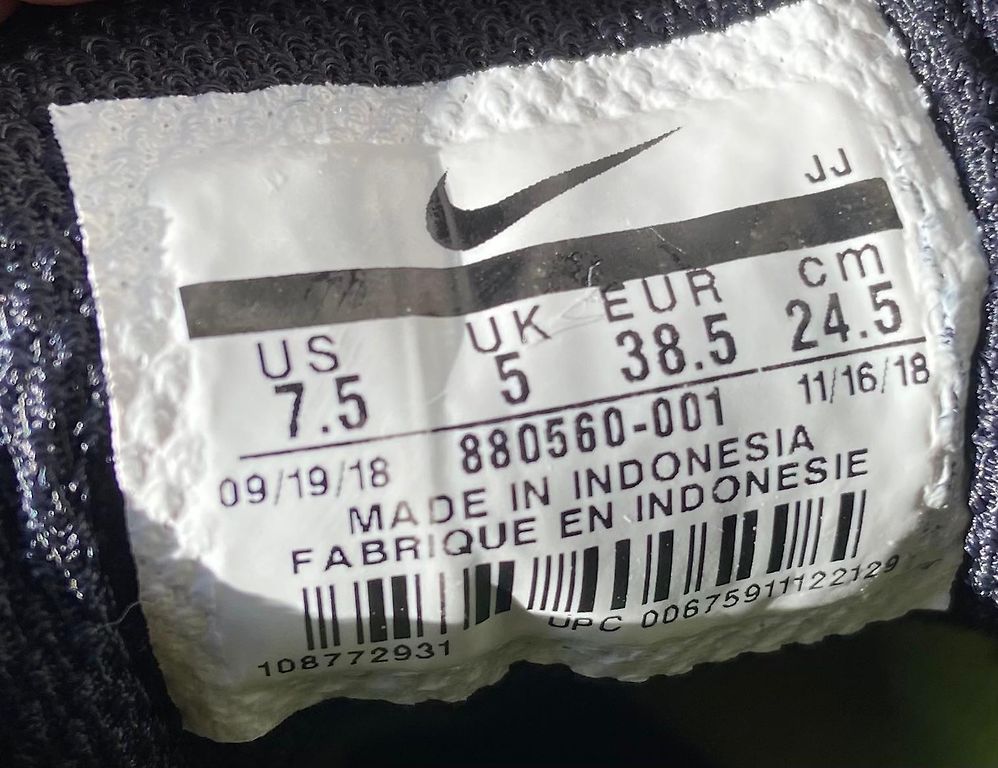 JJ
US UK EUR cm
7.5 5 38.5 24.5
09/19/18 880560-001 11/16/18
MADE IN INDONESIA
FABRIQUE EN INDONESIE
108772931 UPC 00675911122129